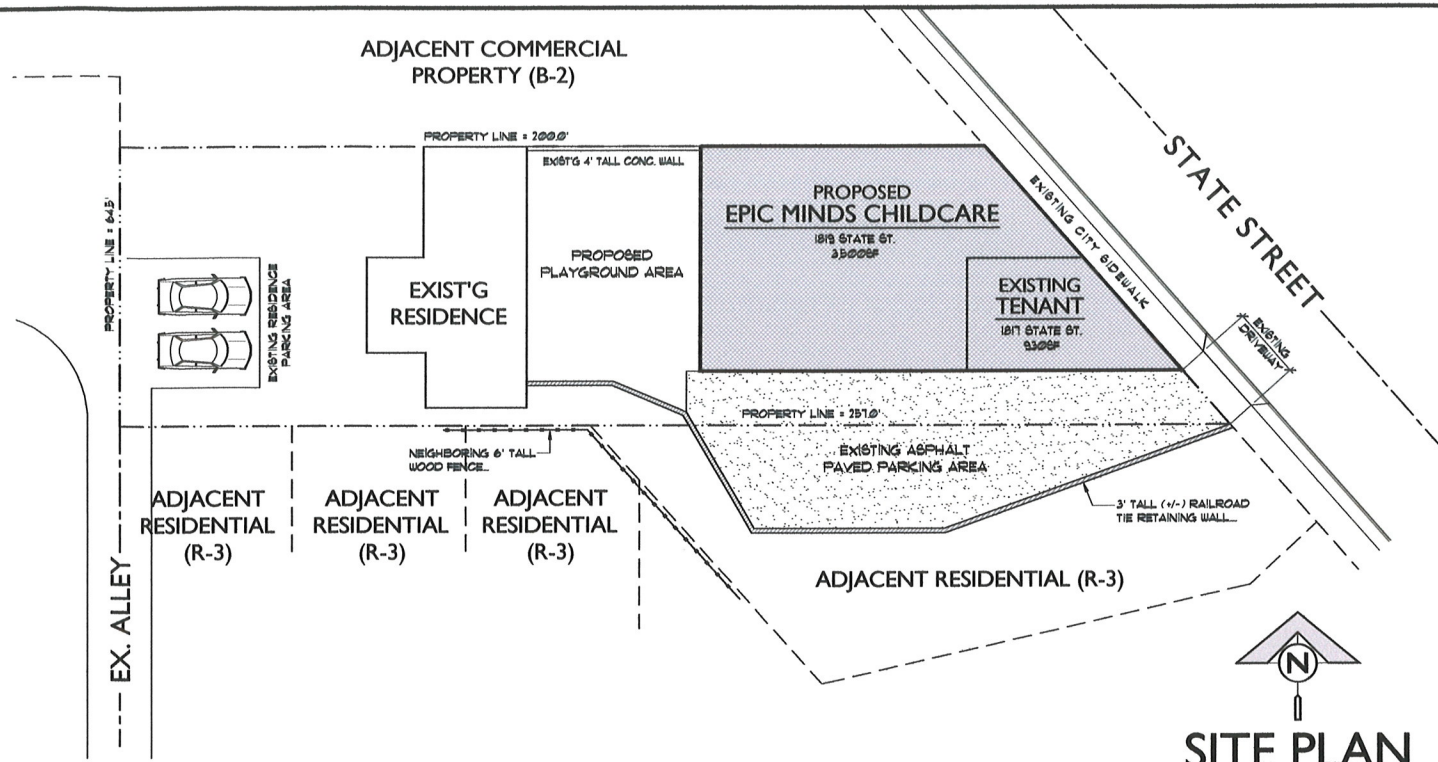 ADJACENT COMMERCIAL
PROPERTY (B-2)
PROPERTY LINE = 200.0'
EXIST'G 4' TALL CONC. WALL
PROPERTY LINE = 64.5'
EXISTING RESIDENCE
PARKING AREA
EXIST'G
RESIDENCE
PROPOSED
PLAYGROUND AREA
PROPOSED
EPIC MINDS CHILDCARE
1819 STATE ST.
3,500SF
EXISTING
TENANT
1817 STATE ST.
930SF
EXISTING CITY SIDEWALK
STATE STREET
EXISTING
DRIVEWAY
PROPERTY LINE = 257.0'
EXISTING ASPHALT
PAVED PARKING AREA
NEIGHBORING 6' TALL
WOOD FENCE
3' TALL (+/-) RAILROAD
TIE RETAINING WALL
ADJACENT
RESIDENTIAL
(R-3)
ADJACENT
RESIDENTIAL
(R-3)
ADJACENT
RESIDENTIAL
(R-3)
ADJACENT RESIDENTIAL (R-3)
EX. ALLEY
N
SITE PLAN